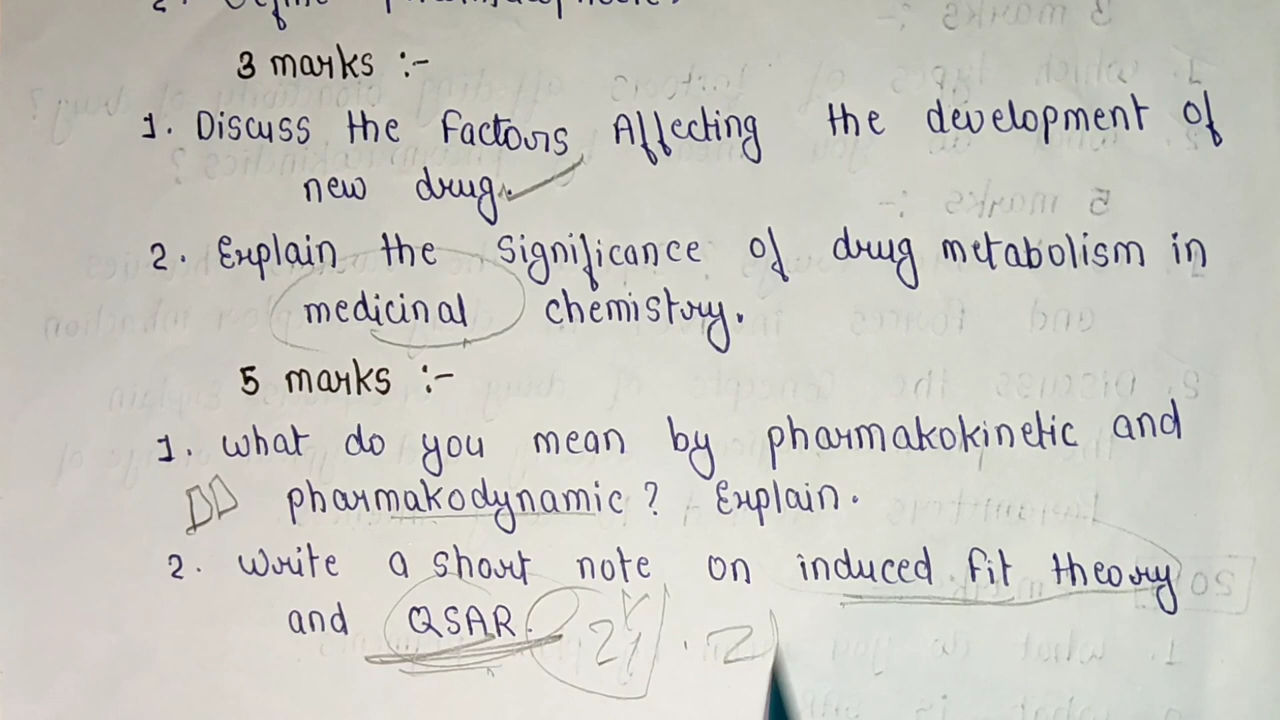 3 marks :-
1. Discuss the Factors Affecting the development of
new drug.
2. Explain the significance of drug metabolism in
medicinal chemistry.
5 marks :-
1. What do you mean by pharmakokinetic and
pharmakodynamic ? Explain.
2. Write a short note on induced fit theory
and QSAR.